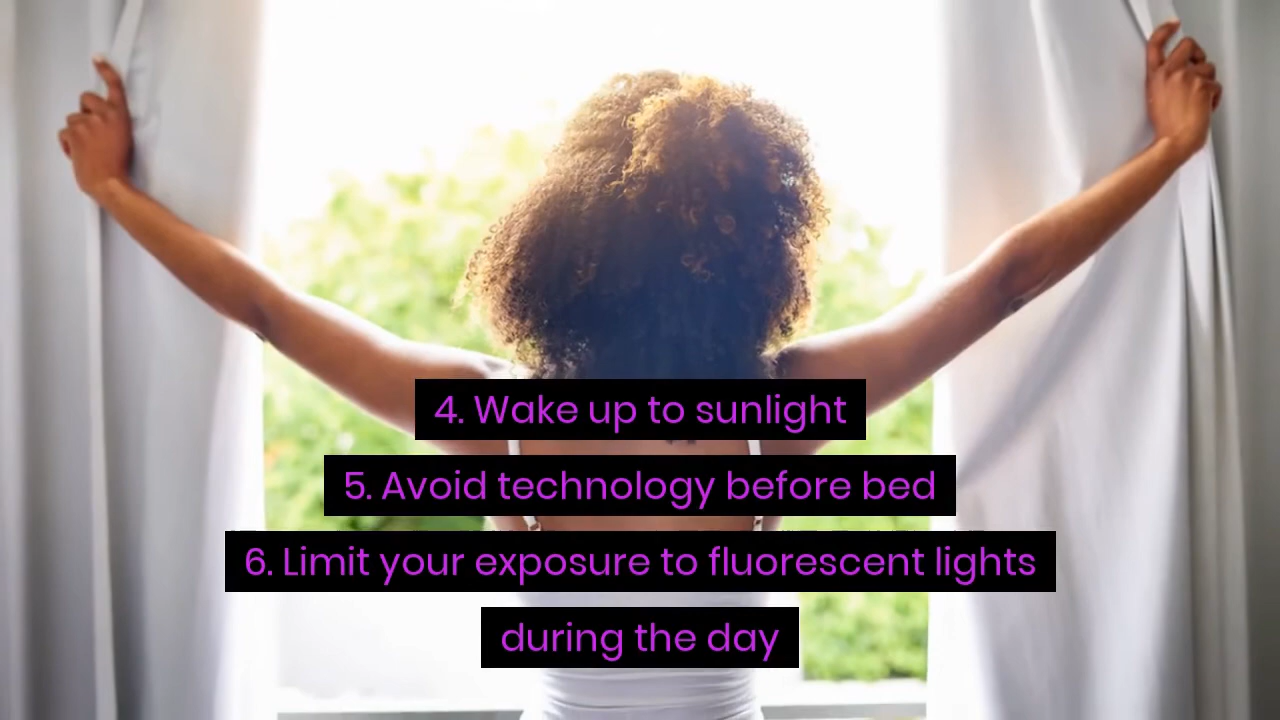 4. Wake up to sunlight
5. Avoid technology before bed
6. Limit your exposure to fluorescent lights
during the day